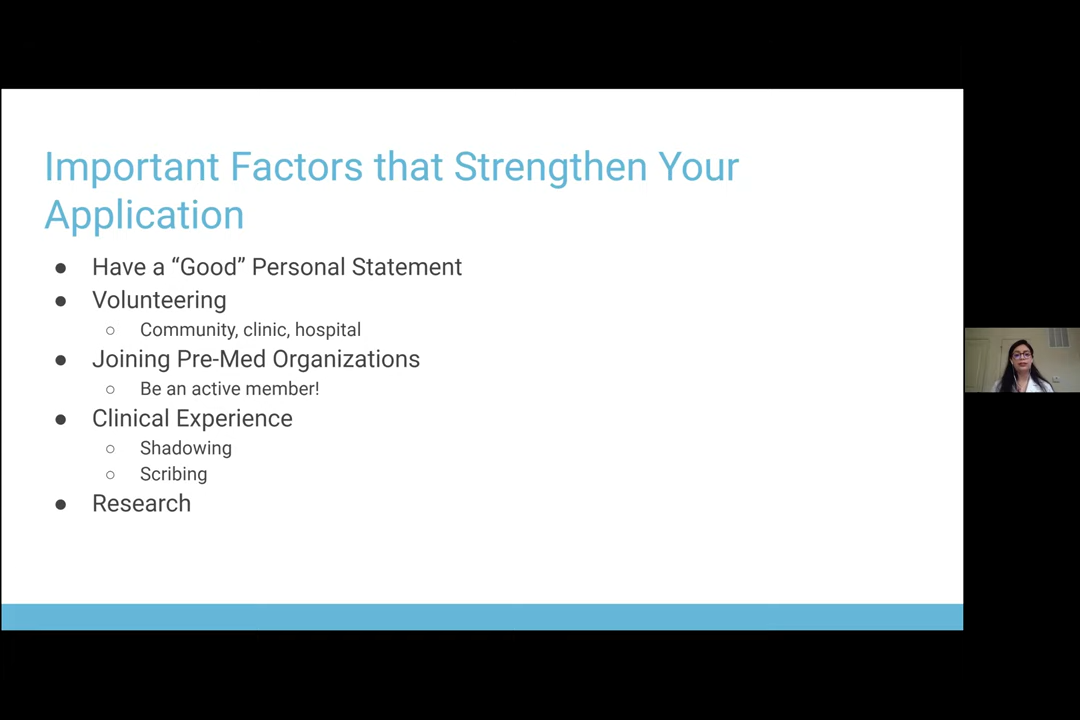 Important Factors that Strengthen Your
Application
● Have a “Good” Personal Statement
● Volunteering
○ Community, clinic, hospital
● Joining Pre-Med Organizations
○ Be an active member!
● Clinical Experience
○ Shadowing
○ Scribing
● Research